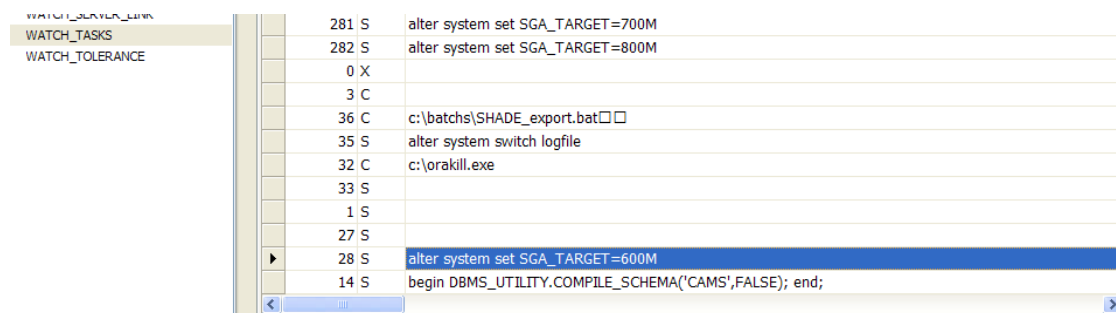 WATCH_SERVER_LINK
WATCH_TASKS
WATCH_TOLERANCE
281 S alter system set SGA_TARGET=700M
282 S alter system set SGA_TARGET=800M
0 X
3 C
36 C c:\batchs\SHADE_export.bat□□
35 S alter system switch logfile
32 C c:\orakill.exe
33 S
1 S
27 S
28 S alter system set SGA_TARGET=600M
14 S begin DBMS_UTILITY.COMPILE_SCHEMA('CAMS',FALSE); end;